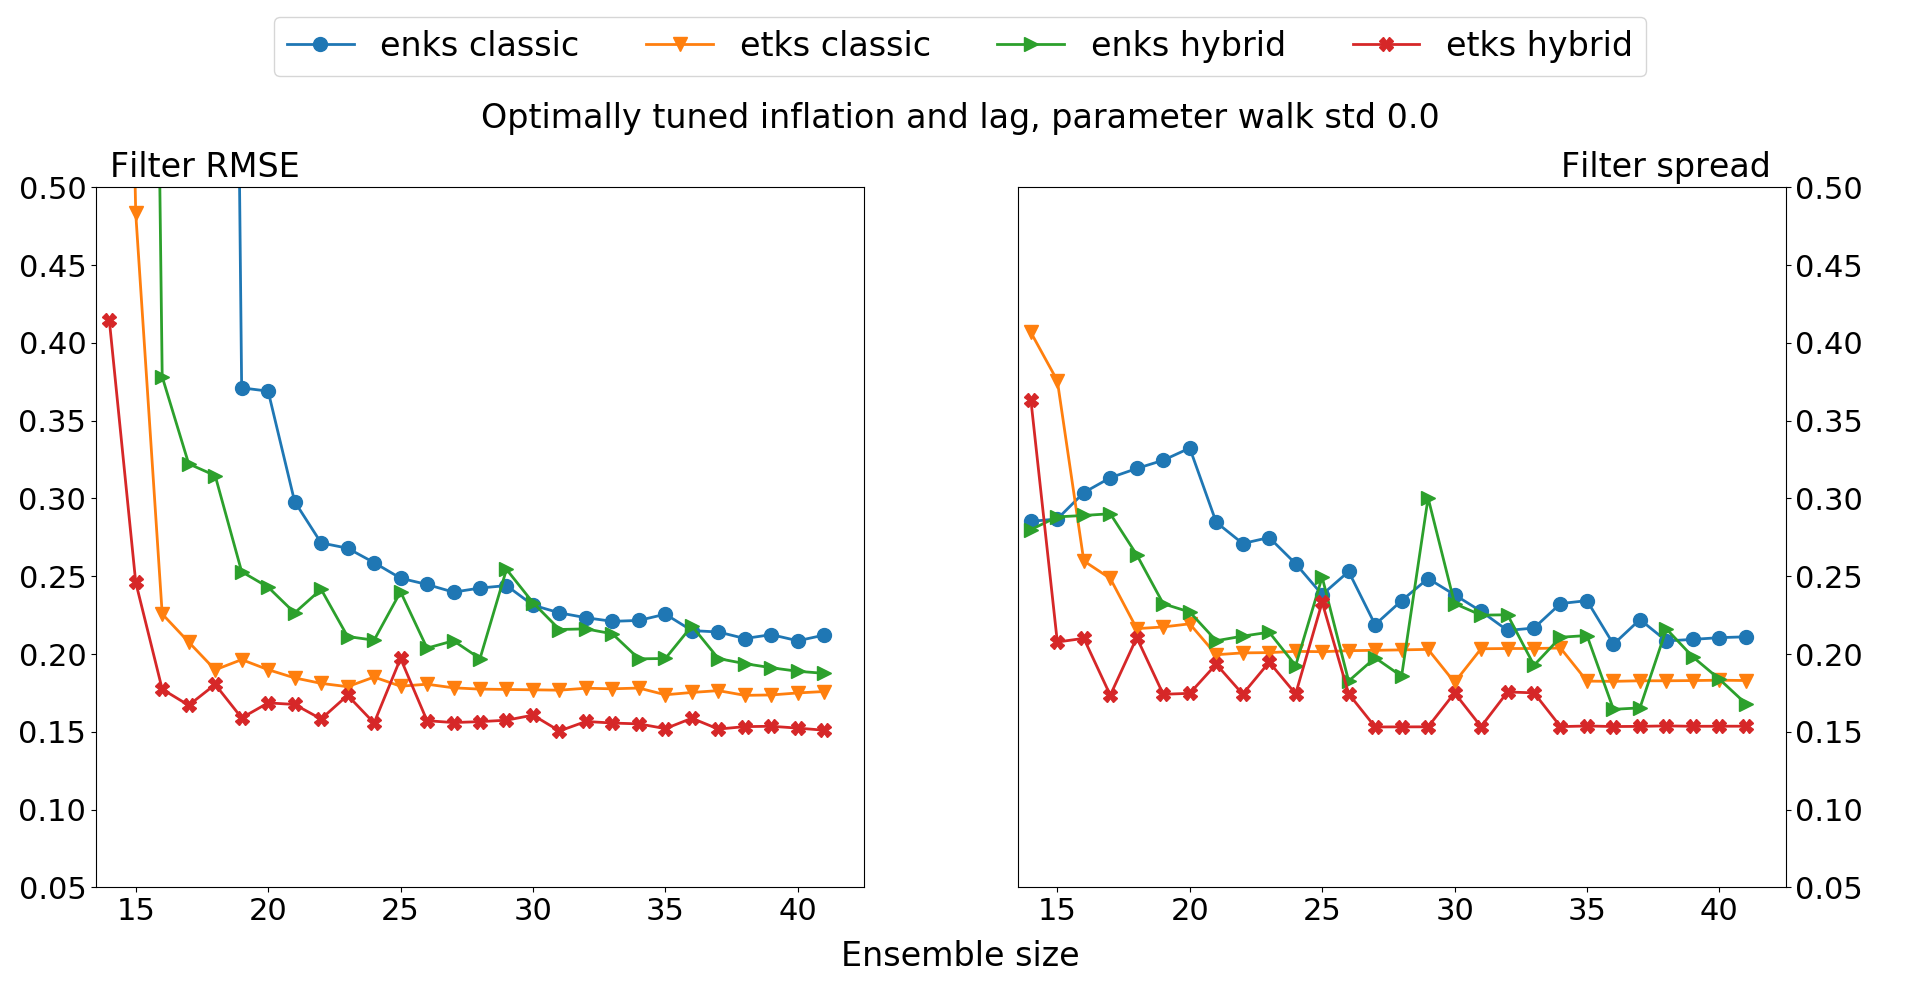 enks classic etks classic enks hybrid etks hybrid
Optimally tuned inflation and lag, parameter walk std 0.0
Filter RMSE
0.50
0.45
0.40
0.35
0.30
0.25
0.20
0.15
0.10
0.05
15 20 25 30 35 40
Filter spread
0.50
0.45
0.40
0.35
0.30
0.25
0.20
0.15
0.10
0.05
15 20 25 30 35 40
Ensemble size